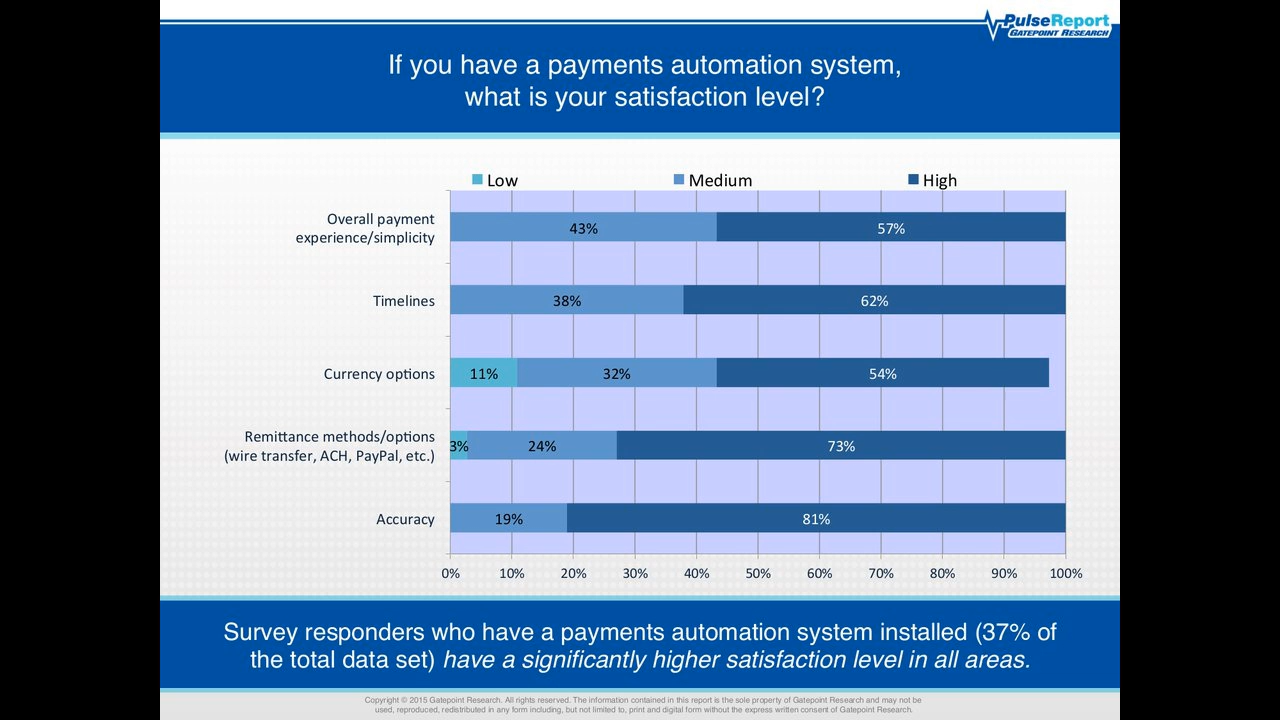 PulseReport
GATEPOINT RESEARCH
If you have a payments automation system,
what is your satisfaction level?
Low Medium High
Overall payment
experience/simplicity
43% 57%
Timelines
38% 62%
Currency options
11% 32% 54%
Remittance methods/options
(wire transfer, ACH, PayPal, etc.)
3% 24% 73%
Accuracy
19% 81%
0% 10% 20% 30% 40% 50% 60% 70% 80% 90% 100%
Survey responders who have a payments automation system installed (37% of
the total data set) have a significantly higher satisfaction level in all areas.
Copyright © 2015 Gatepoint Research. All rights reserved. The information contained in this report is the sole property of Gatepoint Research and may not be
used, reproduced, redistributed in any form including, but not limited to, print and digital form without the express written consent of Gatepoint Research.